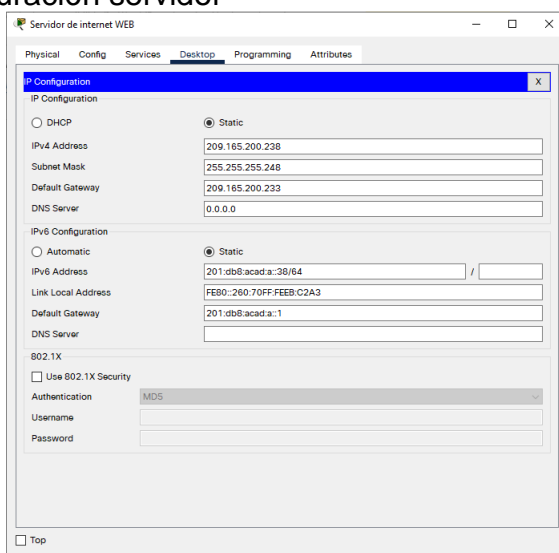 uración servidor
Servidor de internet WEB
Physical Config Services Desktop Programming Attributes
IP Configuration X
IP Configuration
DHCP Static
IPv4 Address 209.165.200.238
Subnet Mask 255.255.255.248
Default Gateway 209.165.200.233
DNS Server 0.0.0.0
IPv6 Configuration
Automatic Static
IPv6 Address 201:db8:acad:a::38/64 /
Link Local Address FE80::260:70FF:FEEB:C2A3
Default Gateway 201:db8:acad:a::1
DNS Server
802.1X
Use 802.1X Security
Authentication MD5
Username
Password
Top